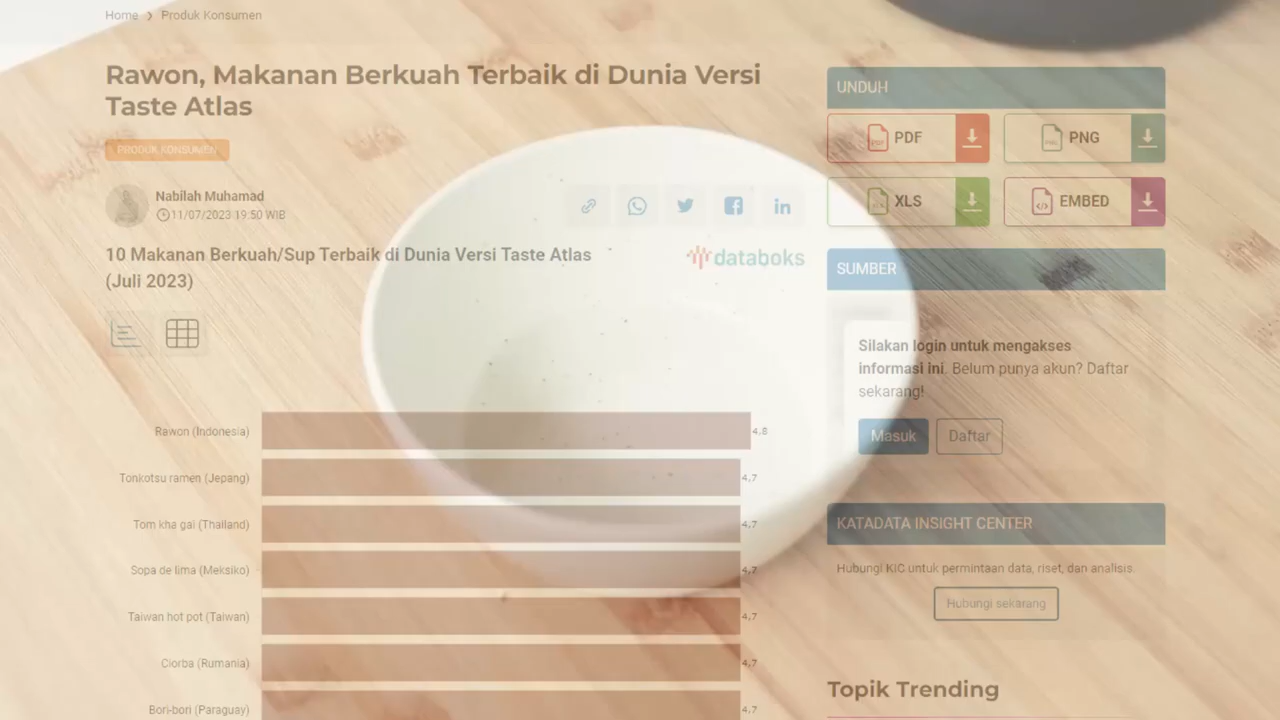 Home > Produk Konsumen
Rawon, Makanan Berkuah Terbaik di Dunia Versi
Taste Atlas
PRODUK KONSUMEN
Nabilah Muhamad
11/07/2023 19:50 WIB
10 Makanan Berkuah/Sup Terbaik di Dunia Versi Taste Atlas
(Juli 2023)
databoks
Rawon (Indonesia) 4,8
Tonkotsu ramen (Jepang) 4,7
Tom kha gai (Thailand) 4,7
Sopa de lima (Meksiko) 4,7
Taiwan hot pot (Taiwan) 4,7
Ciorba (Rumania) 4,7
Bori-bori (Paraguay) 4,7
UNDUH
PDF
PNG
XLS
EMBED
SUMBER
Silakan login untuk mengakses
informasi ini. Belum punya akun? Daftar
sekarang!
Masuk Daftar
KATADATA INSIGHT CENTER
Hubungi KIC untuk permintaan data, riset, dan analisis.
Hubungi sekarang
Topik Trending